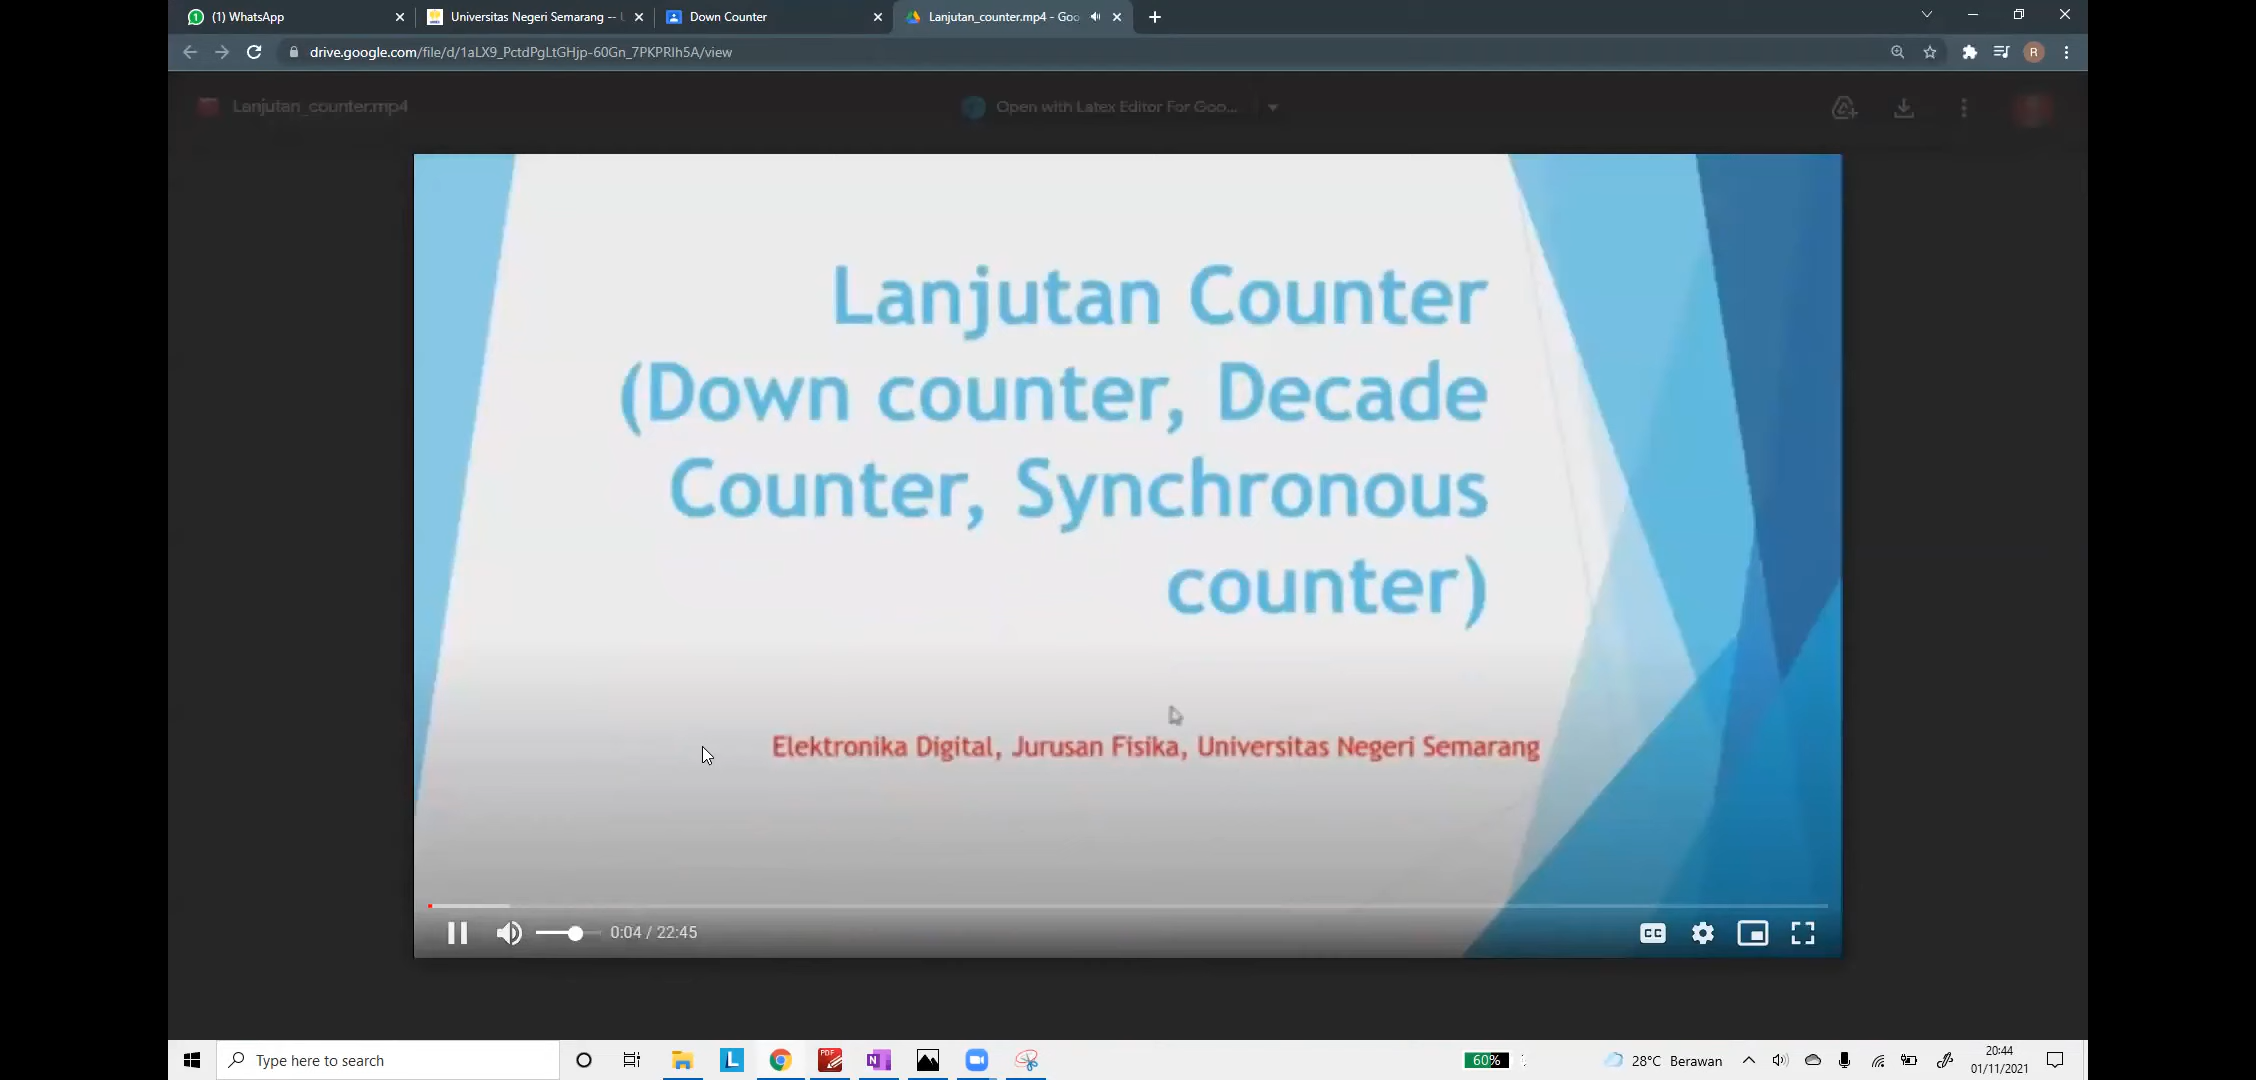 (1) WhatsApp
Universitas Negeri Semarang -- 
Down Counter
Lanjutan_counter.mp4 - Goo
drive.google.com/file/d/1aLX9_PctdPgLtGHjp-60Gn_7PKPRIh5A/view
R
Lanjutan_counter.mp4
Open with Latex Editor For Goo...
Lanjutan Counter
(Down counter, Decade
Counter, Synchronous
counter)
Elektronika Digital, Jurusan Fisika, Universitas Negeri Semarang
0:04 / 22:45
CC
Type here to search
L
PDF
N
60%
28°C Berawan
20:44
01/11/2021